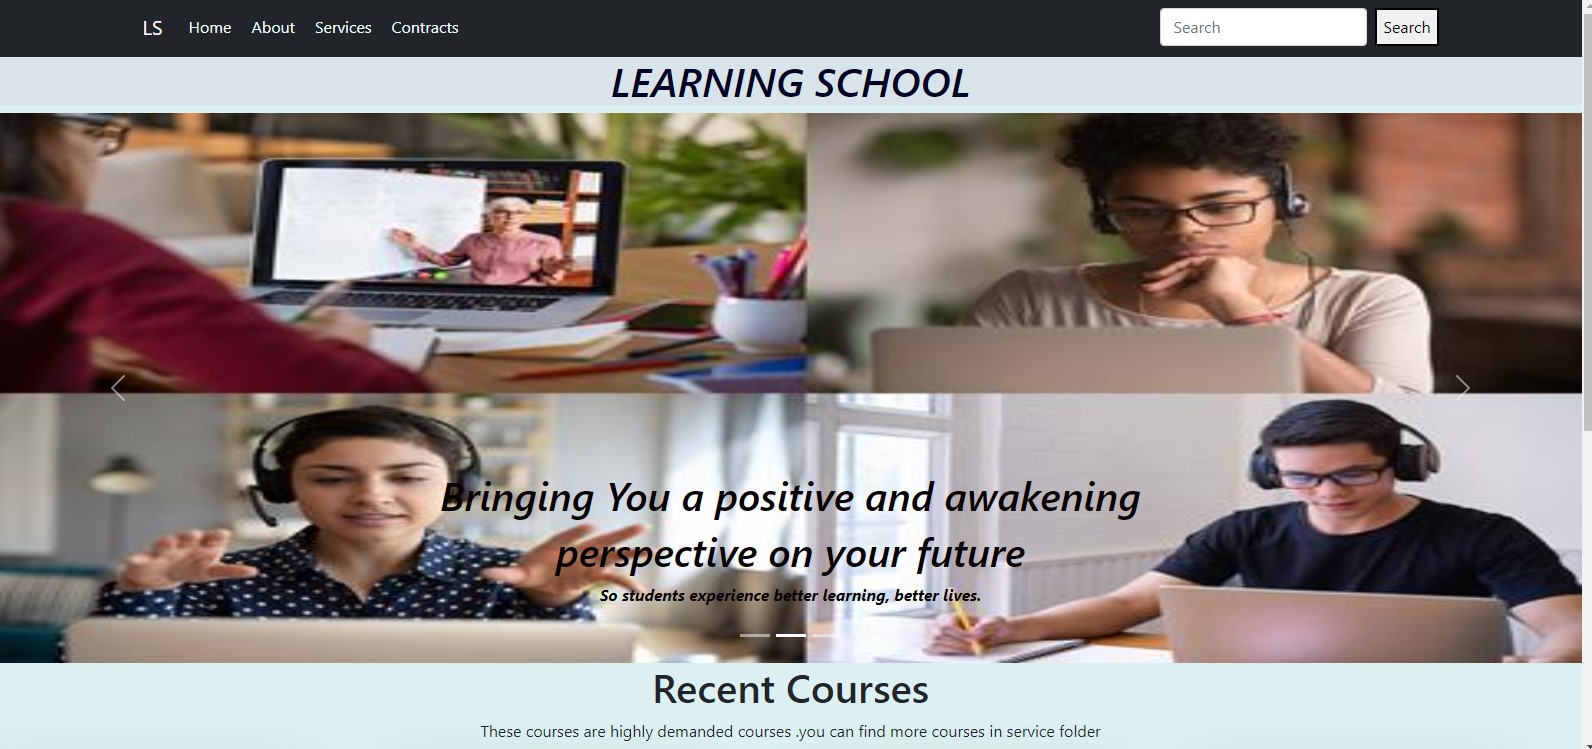 LS Home About Services Contracts Search Search
LEARNING SCHOOL
Bringing You a positive and awakening
perspective on your future
So students experience better learning, better lives.
Recent Courses
These courses are highly demanded courses .you can find more courses in service folder